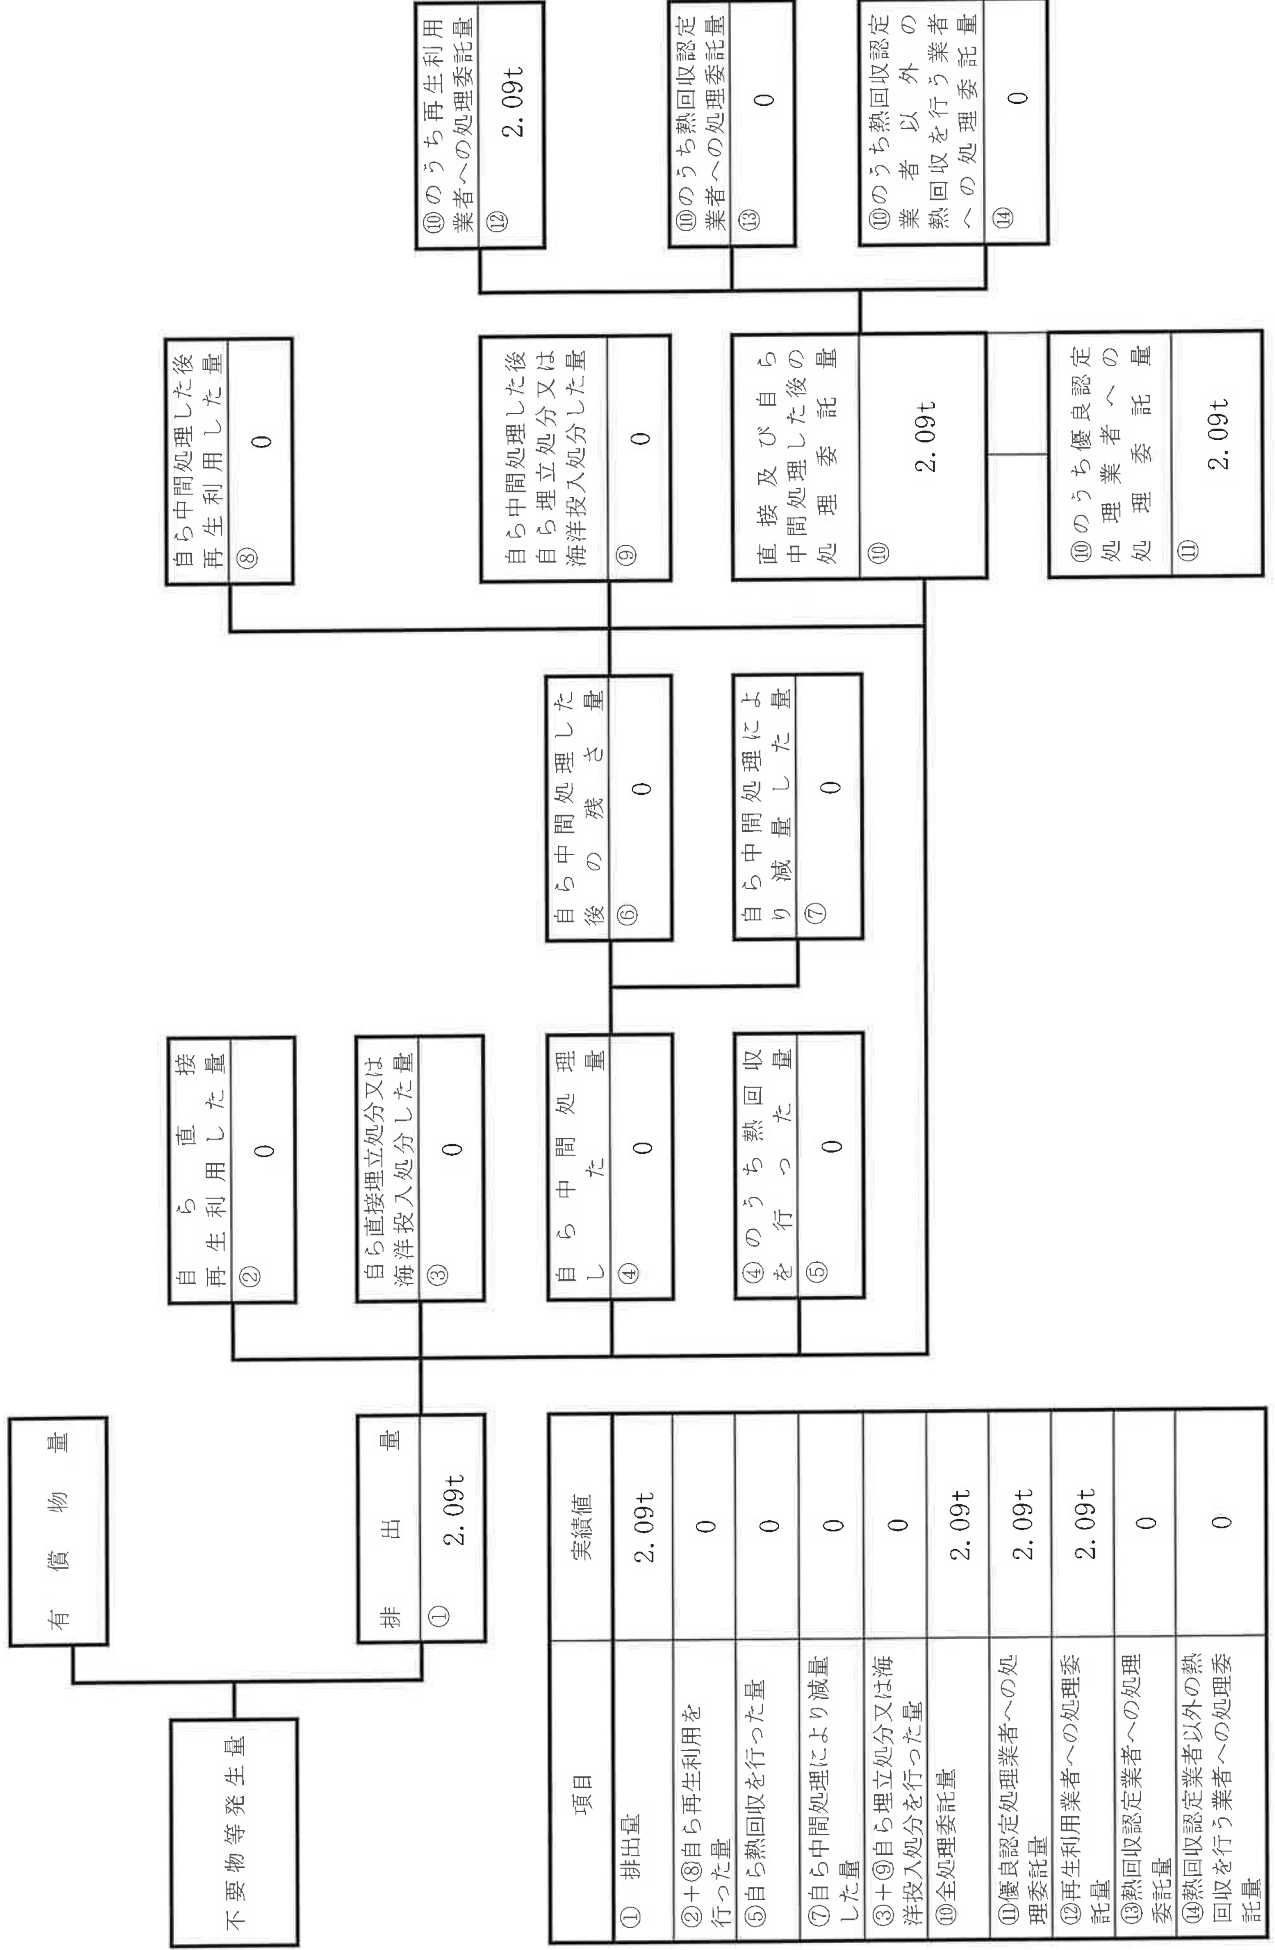 有償物量
不要物等発生量
排出量
① 2.09t
自ら直接
再生利用した量
② 0
自ら直接埋立処分又は
海洋投入処分した量
③ 0
自ら中間処理
した量
④ 0
④のうち熱回収
を行った量
⑤ 0
自ら中間処理した
後の残さ量
⑥ 0
自ら中間処理によ
り減量した量
⑦ 0
自ら中間処理した後
再生利用した量
⑧ 0
自ら中間処理した後
自ら埋立処分又は
海洋投入処分した量
⑨ 0
直接及び自ら
中間処理した後の
処理委託量
⑩ 2.09t
⑩のうち優良認定
処理業者への
処理委託量
⑪ 2.09t
⑩のうち再生利用
業者への処理委託量
⑫ 2.09t
⑩のうち熱回収認定
業者への処理委託量
⑬ 0
⑩のうち熱回収認定
業者以外の
熱回収を行う業者
への処理委託量
⑭ 0
項目 実績値
① 排出量 2.09t
②+⑧自ら再生利用を
行った量 0
⑤自ら熱回収を行った量 0
⑦自ら中間処理により減量
した量 0
③+⑨自ら埋立処分又は海
洋投入処分を行った量 0
⑩全処理委託量 2.09t
⑪優良認定処理業者への処
理委託量 2.09t
⑫再生利用業者への処理委
託量 2.09t
⑬熱回収認定業者への処理
委託量 0
⑭熱回収認定業者以外の熱
回収を行う業者への処理委
託量 0